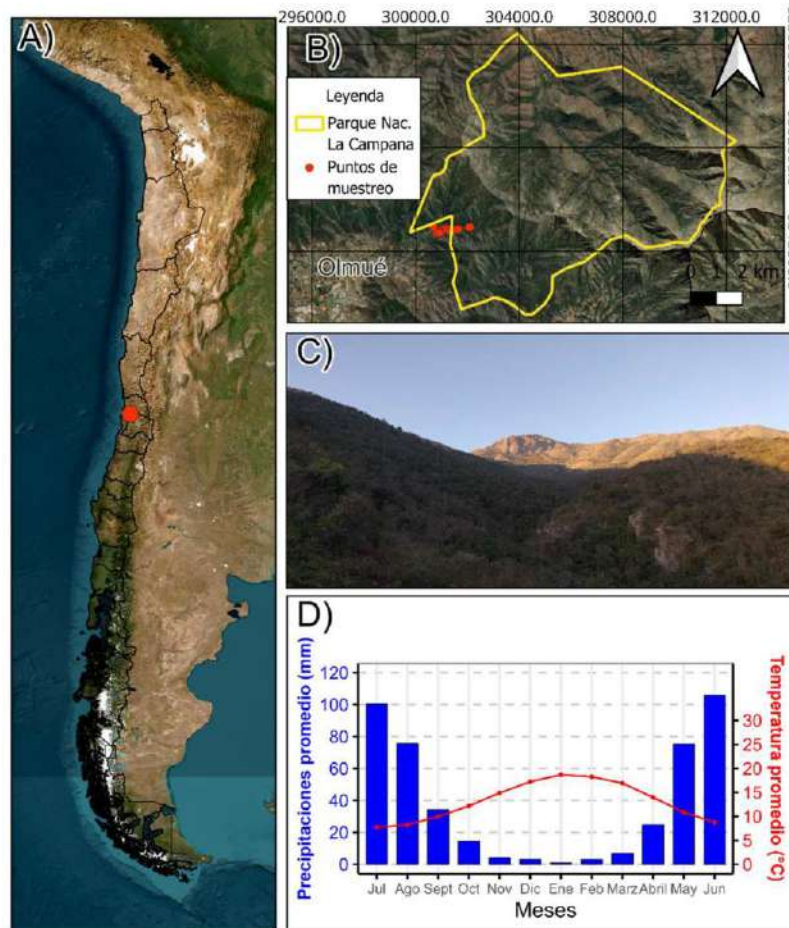 A)
296000.0 300000.0 304000.0 308000.0 312000.0
B)
Leyenda
Parque Nac.
La Campana
Puntos de
muestreo
Olmué
0 1 2 km
C)
D)
Precipitaciones promedio (mm)
120
100
80
60
40
20
0
Temperatura promedio (°C)
30
25
20
15
10
5
0
Jul Ago Sept Oct Nov Dic Ene Feb Marz Abril May Jun
Meses